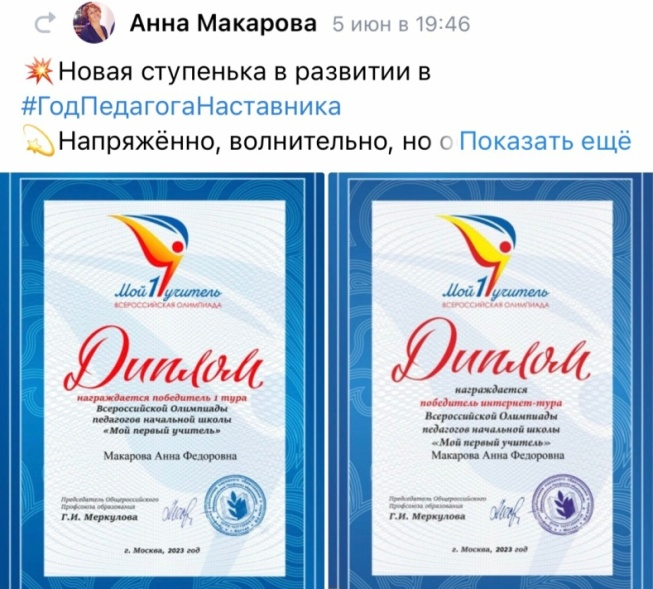 Анна Макарова 5 июн в 19:46
💥Новая ступенька в развитии в
#ГодПедагогаНаставника
💫Напряжённо, волнительно, но о Показать ещё
Мой 1 учитель
ВСЕРОССИЙСКАЯ ОЛИМПИАДА
Диплом
награждается победитель 1 тура
Всероссийской Олимпиады
педагогов начальной школы
«Мой первый учитель»
Макарова Анна Федоровна
Председатель Общероссийского
Профсоюза образования
Г.И. Меркулова
г. Москва, 2023 год
Мой 1 учитель
ВСЕРОССИЙСКАЯ ОЛИМПИАДА
Диплом
награждается
победитель интернет-тура
Всероссийской Олимпиады
педагогов начальной школы
«Мой первый учитель»
Макарова Анна Федоровна
Председатель Общероссийского
Профсоюза образования
Г.И. Меркулова
г. Москва, 2023 год